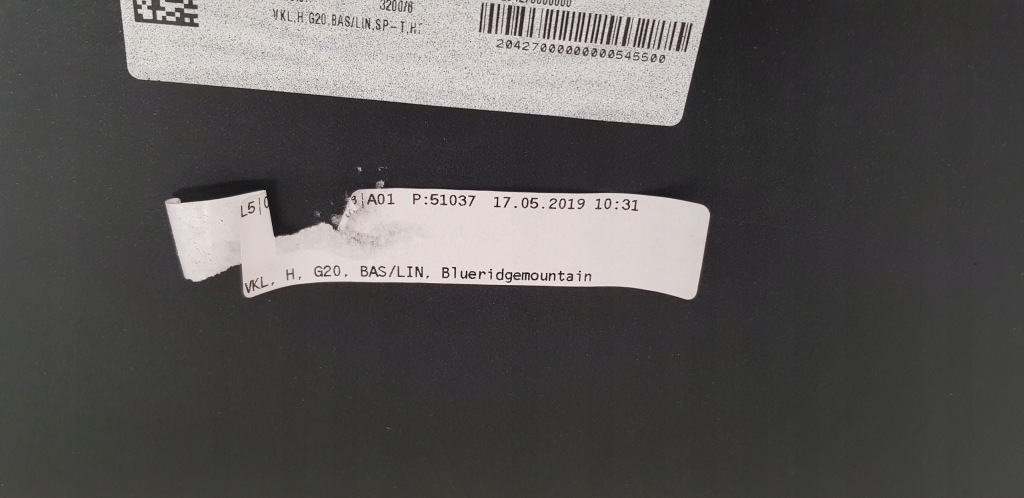 3200/6
VKL,H,G20,BAS/LIN,SP-T,H
20427000000000545500
L5|
|A01 P:51037 17.05.2019 10:31
VKL, H, G20, BAS/LIN, Blueridgemountain